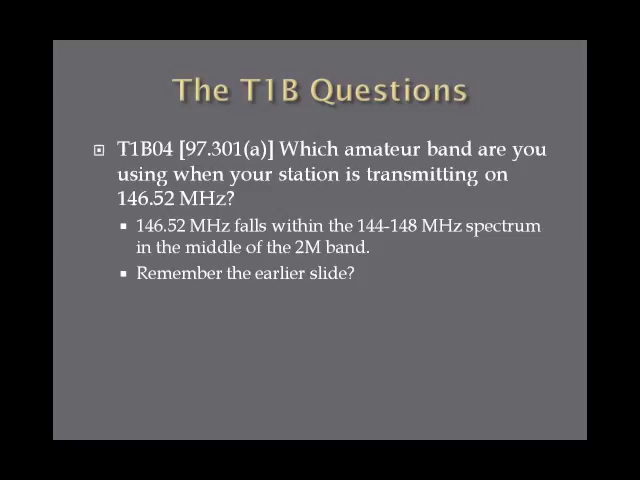 The T1B Questions
T1B04 [97.301(a)] Which amateur band are you
using when your station is transmitting on
146.52 MHz?
146.52 MHz falls within the 144-148 MHz spectrum
in the middle of the 2M band.
Remember the earlier slide?